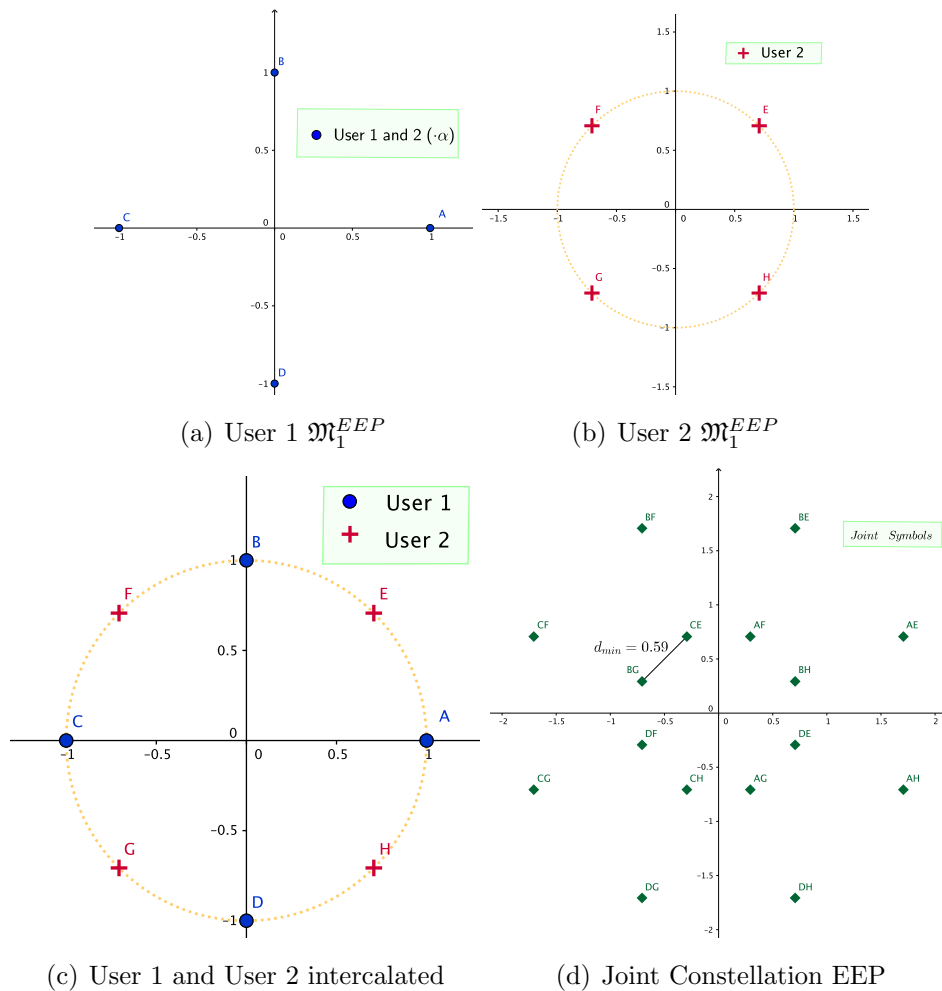 B
1
User 1 and 2 (·α)
0.5
C
A
0
−1
−0.5
0
0.5
1
−0.5
D
−1
(a) User 1 𝔐₁^{EEP}
1.5
User 2
F
1
E
0.5
0
−1.5
−1
−0.5
0
0.5
1
1.5
−0.5
G
H
−1
−1.5
(b) User 2 𝔐₁^{EEP}
User 1
User 2
B
1
F
E
0.5
C
A
0
−1
−0.5
0
0.5
1
−0.5
G
H
D
−1
(c) User 1 and User 2 intercalated
2
BF
BE
Joint Symbols
1.5
1
CF
CE
AF
AE
d_{min} = 0.59
0.5
BG
BH
0
−2
−1.5
−1
−0.5
0
0.5
1
1.5
2
DF
DE
−0.5
CG
CH
AG
AH
−1
−1.5
DG
DH
−2
(d) Joint Constellation EEP